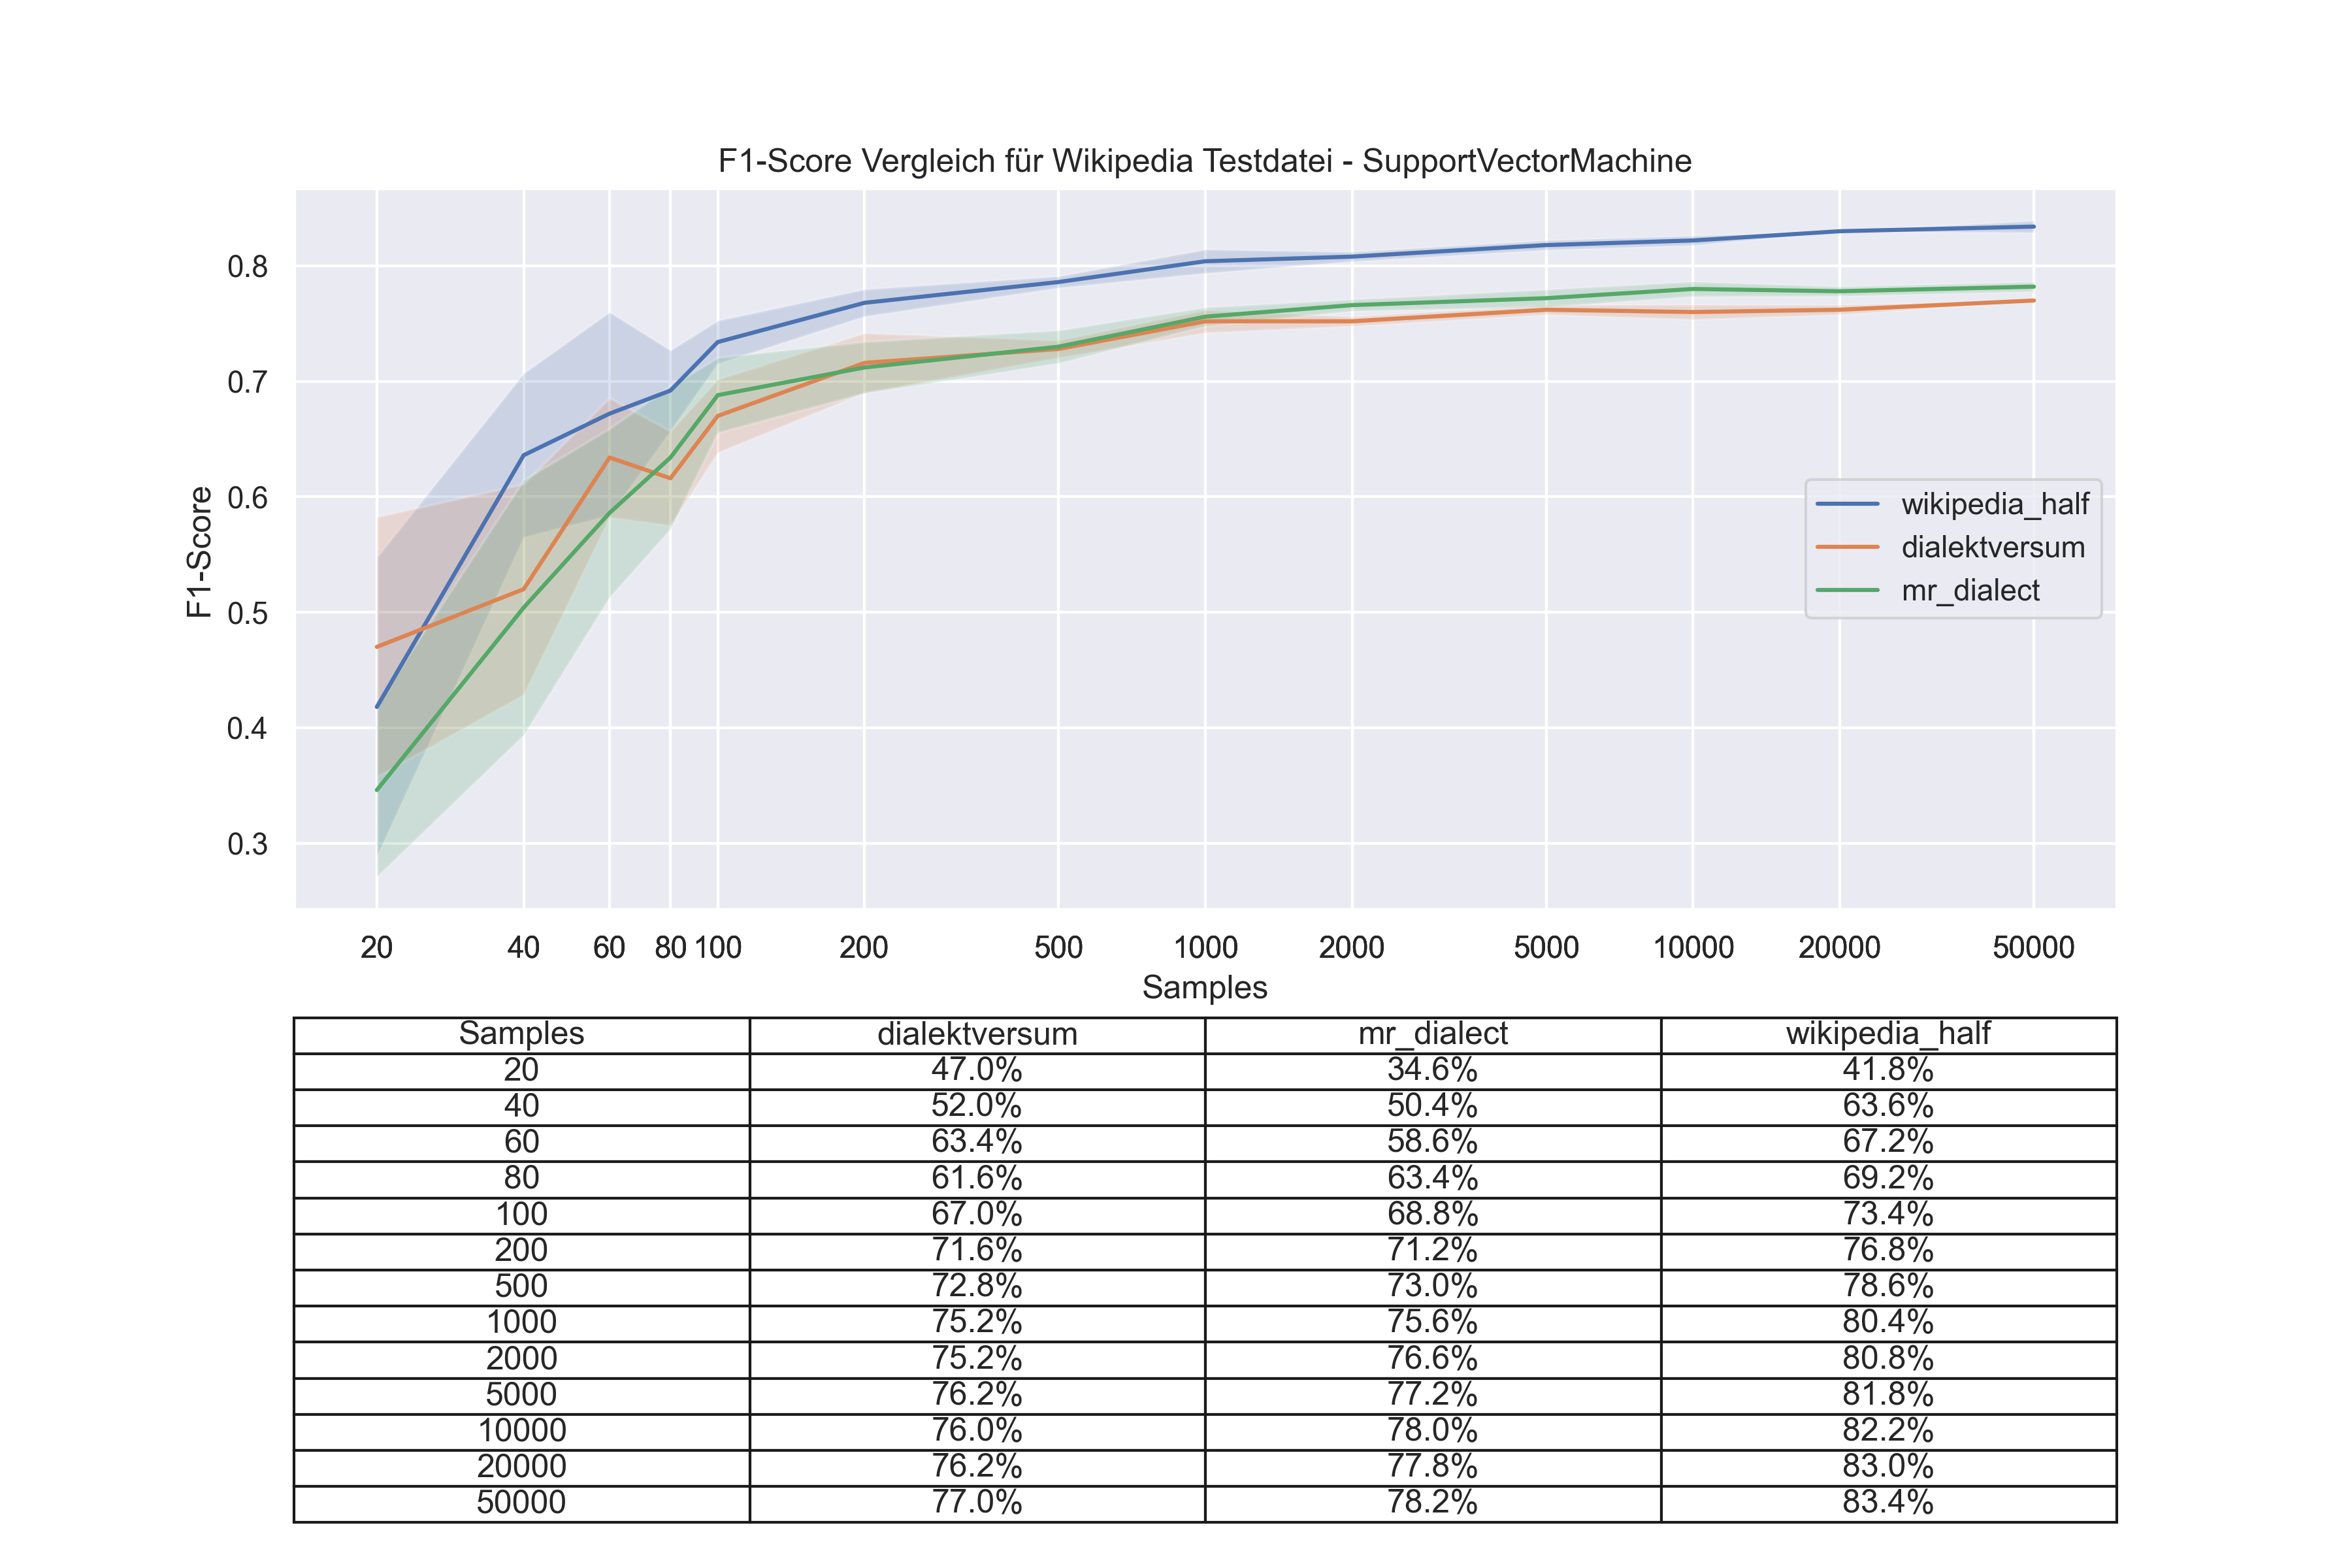 F1-Score Vergleich für Wikipedia Testdatei - SupportVectorMachine
F1-Score
0.8
0.7
0.6
0.5
0.4
0.3
wikipedia_half
dialektversum
mr_dialect
20 40 60 80 100 200 500 1000 2000 5000 10000 20000 50000
Samples
Samples dialektversum mr_dialect wikipedia_half
20 47.0% 34.6% 41.8%
40 52.0% 50.4% 63.6%
60 63.4% 58.6% 67.2%
80 61.6% 63.4% 69.2%
100 67.0% 68.8% 73.4%
200 71.6% 71.2% 76.8%
500 72.8% 73.0% 78.6%
1000 75.2% 75.6% 80.4%
2000 75.2% 76.6% 80.8%
5000 76.2% 77.2% 81.8%
10000 76.0% 78.0% 82.2%
20000 76.2% 77.8% 83.0%
50000 77.0% 78.2% 83.4%